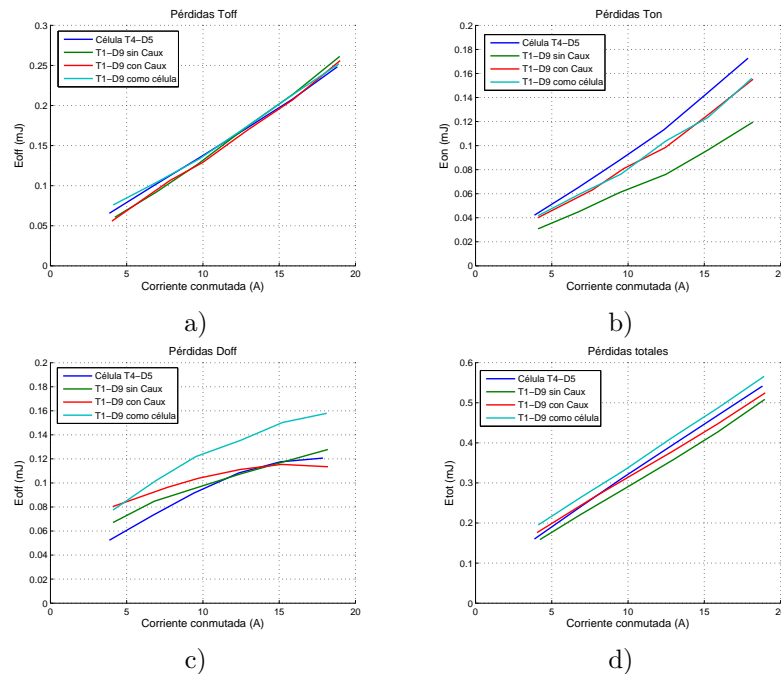 Pérdidas Toff
Célula T4−D5
T1−D9 sin Caux
T1−D9 con Caux
T1−D9 como célula
Eoff (mJ)
0.3
0.25
0.2
0.15
0.1
0.05
0
0 5 10 15 20
Corriente conmutada (A)
a)
Pérdidas Ton
Célula T4−D5
T1−D9 sin Caux
T1−D9 con Caux
T1−D9 como célula
Eon (mJ)
0.2
0.18
0.16
0.14
0.12
0.1
0.08
0.06
0.04
0.02
0
0 5 10 15 20
Corriente conmutada (A)
b)
Pérdidas Doff
Célula T4−D5
T1−D9 sin Caux
T1−D9 con Caux
T1−D9 como célula
Eoff (mJ)
0.2
0.18
0.16
0.14
0.12
0.1
0.08
0.06
0.04
0.02
0
0 5 10 15 20
Corriente conmutada (A)
c)
Pérdidas totales
Célula T4−D5
T1−D9 sin Caux
T1−D9 con Caux
T1−D9 como célula
Etot (mJ)
0.6
0.5
0.4
0.3
0.2
0.1
0
0 5 10 15 20
Corriente conmutada (A)
d)